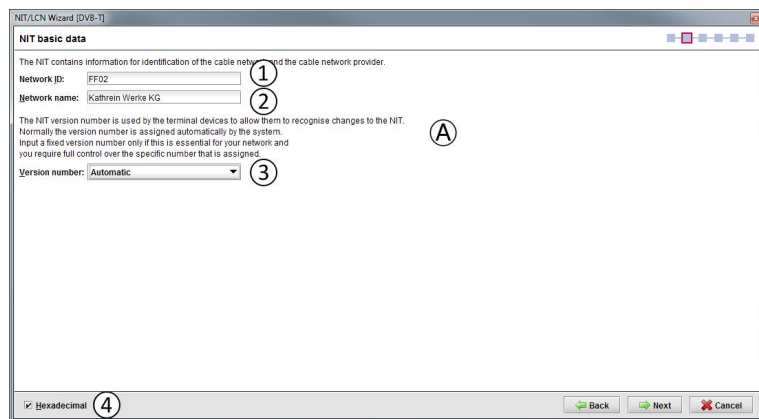 NIT/LCN Wizard [DVB-T]
NIT basic data
The NIT contains information for identification of the cable network and the cable network provider.
Network ID: FF02 1
Network name: Kathrein Werke KG 2
The NIT version number is used by the terminal devices to allow them to recognise changes to the NIT.
Normally the version number is assigned automatically by the system. A
Input a fixed version number only if this is essential for your network and
you require full control over the specific number that is assigned.
Version number: Automatic 3
Hexadecimal 4 Back Next Cancel